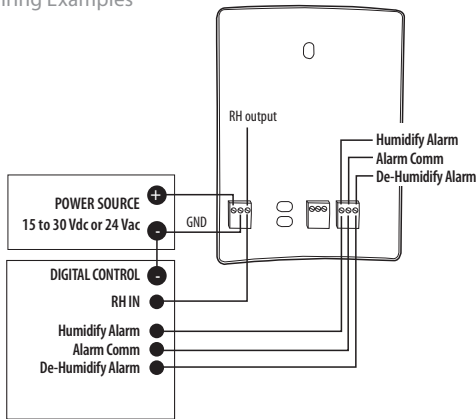 Examples
RH output
Humidify Alarm
Alarm Comm
De-Humidify Alarm
+
POWER SOURCE
15 to 30 Vdc or 24 Vac
-
GND
DIGITAL CONTROL
-
RH IN
Humidify Alarm
Alarm Comm
De-Humidify Alarm